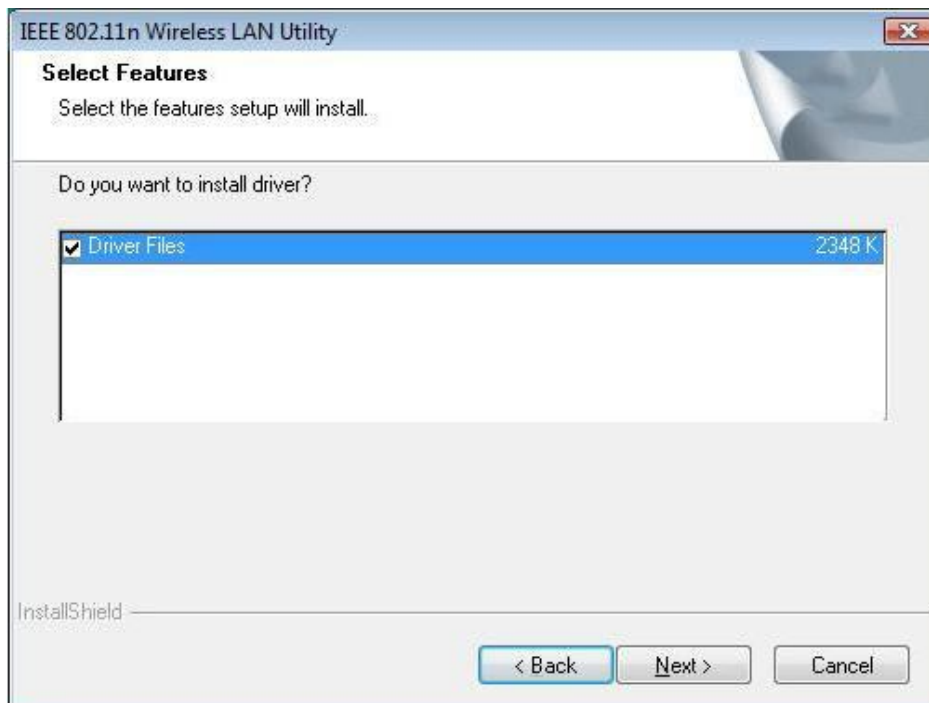 IEEE 802.11n Wireless LAN Utility
Select Features
Select the features setup will install.
Do you want to install driver?
Driver Files 2348 K
InstallShield
< Back Next > Cancel